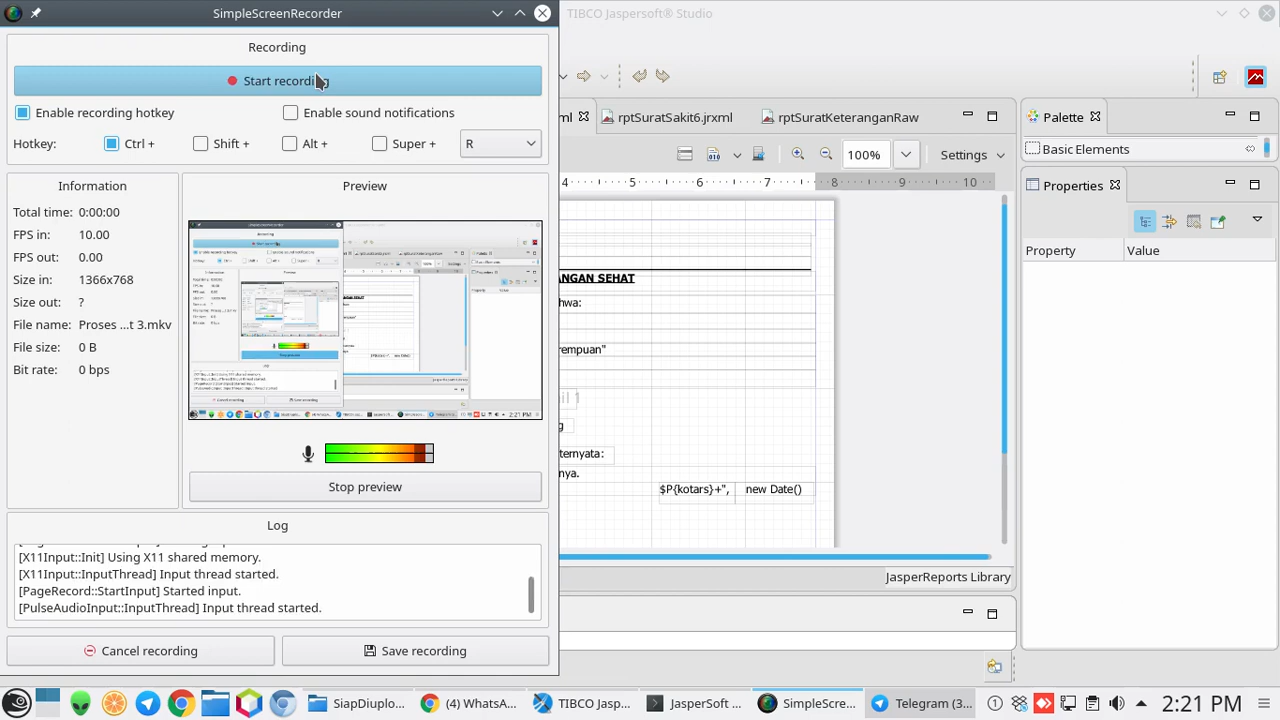 SimpleScreenRecorder
TIBCO Jaspersoft® Studio
Recording
Start recording
Enable recording hotkey
Enable sound notifications
Hotkey:
Ctrl +
Shift +
Alt +
Super +
R
Information
Total time: 0:00:00
FPS in: 10.00
FPS out: 0.00
Size in: 1366x768
Size out: ?
File name: Proses ...t 3.mkv
File size: 0 B
Bit rate: 0 bps
Preview
Stop preview
Log
[X11Input::Init] Using X11 shared memory.
[X11Input::InputThread] Input thread started.
[PageRecord::StartInput] Started input.
[PulseAudioInput::InputThread] Input thread started.
Cancel recording
Save recording
ml
rptSuratSakit6.jrxml
rptSuratKeteranganRaw
100%
Settings
4 5 6 7 8 9 10
ANGAN SEHAT
hwa:
rempuan"
ail 1
g
ternyata:
nya.
$P{kotars}+",
new Date()
JasperReports Library
Palette
Basic Elements
Properties
Property
Value
SiapDiuplo...
(4) WhatsA...
TIBCO Jasp...
JasperSoft ...
SimpleScre...
Telegram (3...
2:21 PM